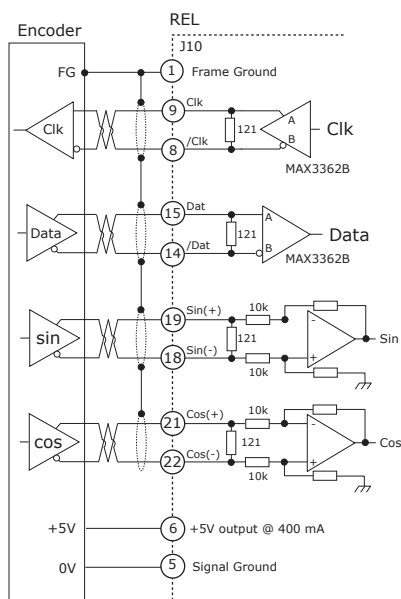 REL
Encoder
J10
FG
1
Frame Ground
9
Clk
Clk
121
A
B
Clk
8
/Clk
MAX3362B
15
Dat
Data
121
A
B
Data
14
/Dat
MAX3362B
19
Sin(+)
10k
sin
121
-
+
Sin
18
Sin(-)
10k
21
Cos(+)
10k
cos
121
-
+
Cos
22
Cos(-)
10k
+5V
6
+5V output @ 400 mA
0V
5
Signal Ground